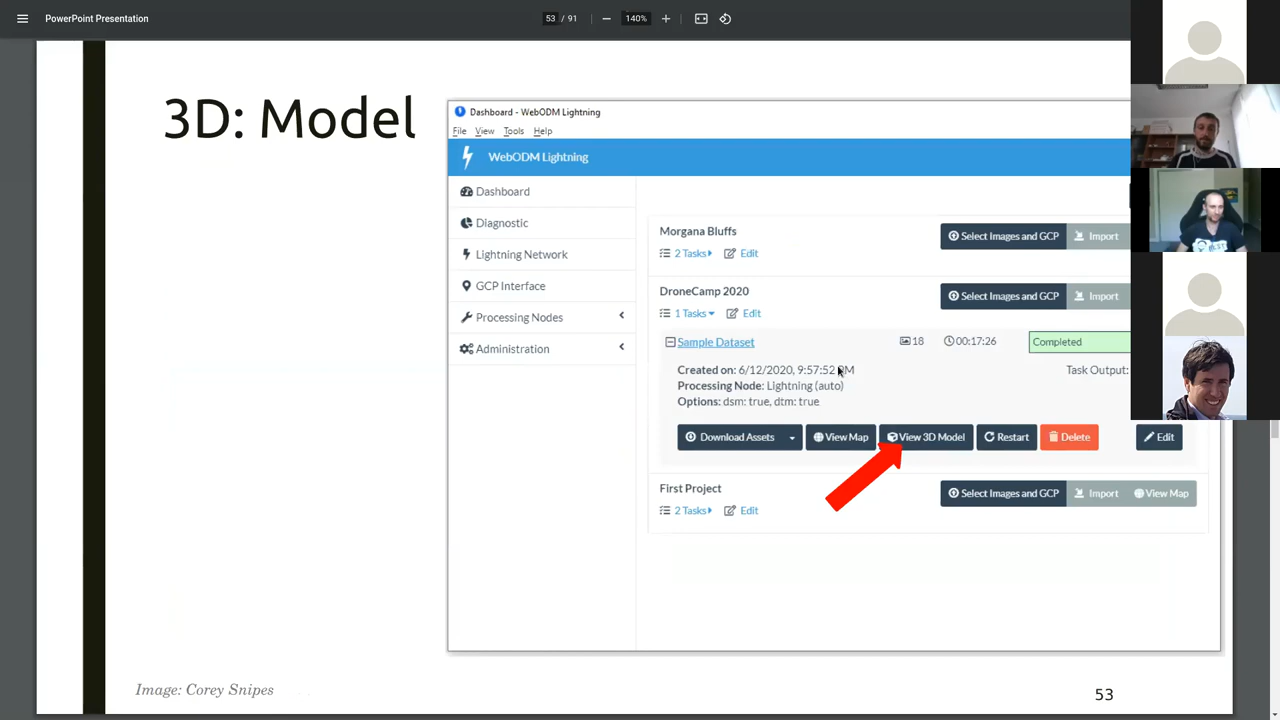 PowerPoint Presentation
53 / 91
140%
3D: Model
Dashboard - WebODM Lightning
File View Tools Help
WebODM Lightning
Dashboard
Diagnostic
Lightning Network
GCP Interface
Processing Nodes
Administration
Morgana Bluffs
Select Images and GCP Import
2 Tasks Edit
DroneCamp 2020
Select Images and GCP Import
1 Tasks Edit
Sample Dataset 18 00:17:26 Completed
Created on: 6/12/2020, 9:57:52 PM Task Output:
Processing Node: Lightning (auto)
Options: dsm: true, dtm: true
Download Assets View Map View 3D Model Restart Delete Edit
First Project
Select Images and GCP Import View Map
2 Tasks Edit
Image: Corey Snipes
53